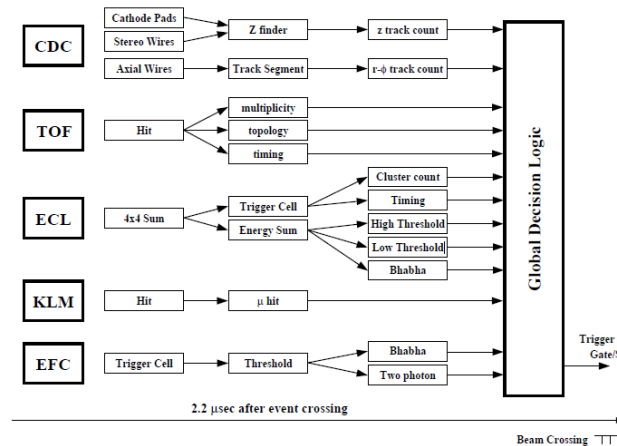 Cathode Pads
CDC
Stereo Wires
Z finder
z track count
Axial Wires
Track Segment
r-ϕ track count
TOF
Hit
multiplicity
topology
timing
ECL
4x4 Sum
Trigger Cell
Energy Sum
Cluster count
Timing
High Threshold
Low Threshold
Bhabha
KLM
Hit
μ hit
EFC
Trigger Cell
Threshold
Bhabha
Two photon
Global Decision Logic
Trigger
Gate/S
2.2 μsec after event crossing
Beam Crossing